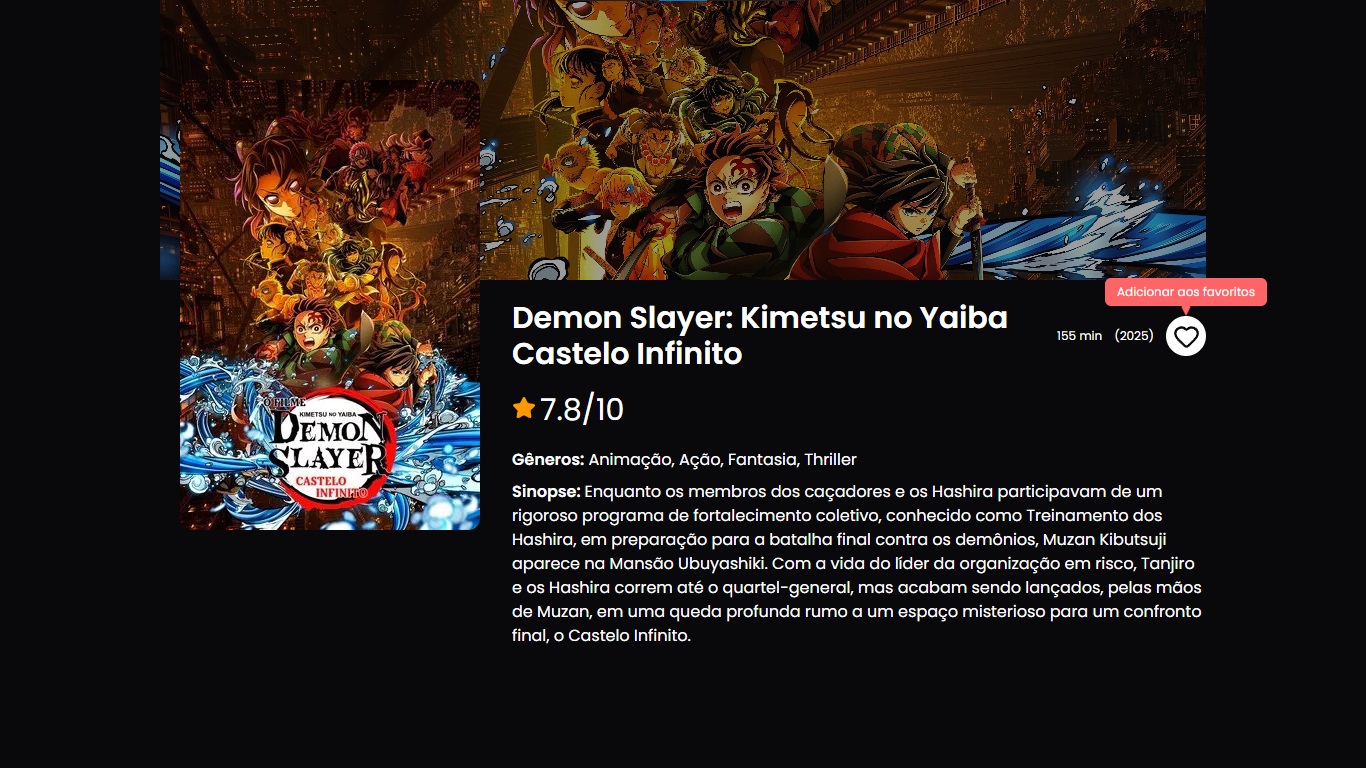 Adicionar aos favoritos
Demon Slayer: Kimetsu no Yaiba
Castelo Infinito
155 min (2025)
7.8/10
Gêneros: Animação, Ação, Fantasia, Thriller
Sinopse: Enquanto os membros dos caçadores e os Hashira participavam de um
rigoroso programa de fortalecimento coletivo, conhecido como Treinamento dos
Hashira, em preparação para a batalha final contra os demônios, Muzan Kibutsuji
aparece na Mansão Ubuyashiki. Com a vida do líder da organização em risco, Tanjiro
e os Hashira correm até o quartel-general, mas acabam sendo lançados, pelas mãos
de Muzan, em uma queda profunda rumo a um espaço misterioso para um confronto
final, o Castelo Infinito.
O FILME
KIMETSU NO YAIBA
DEMON
SLAYER
CASTELO
INFINITO